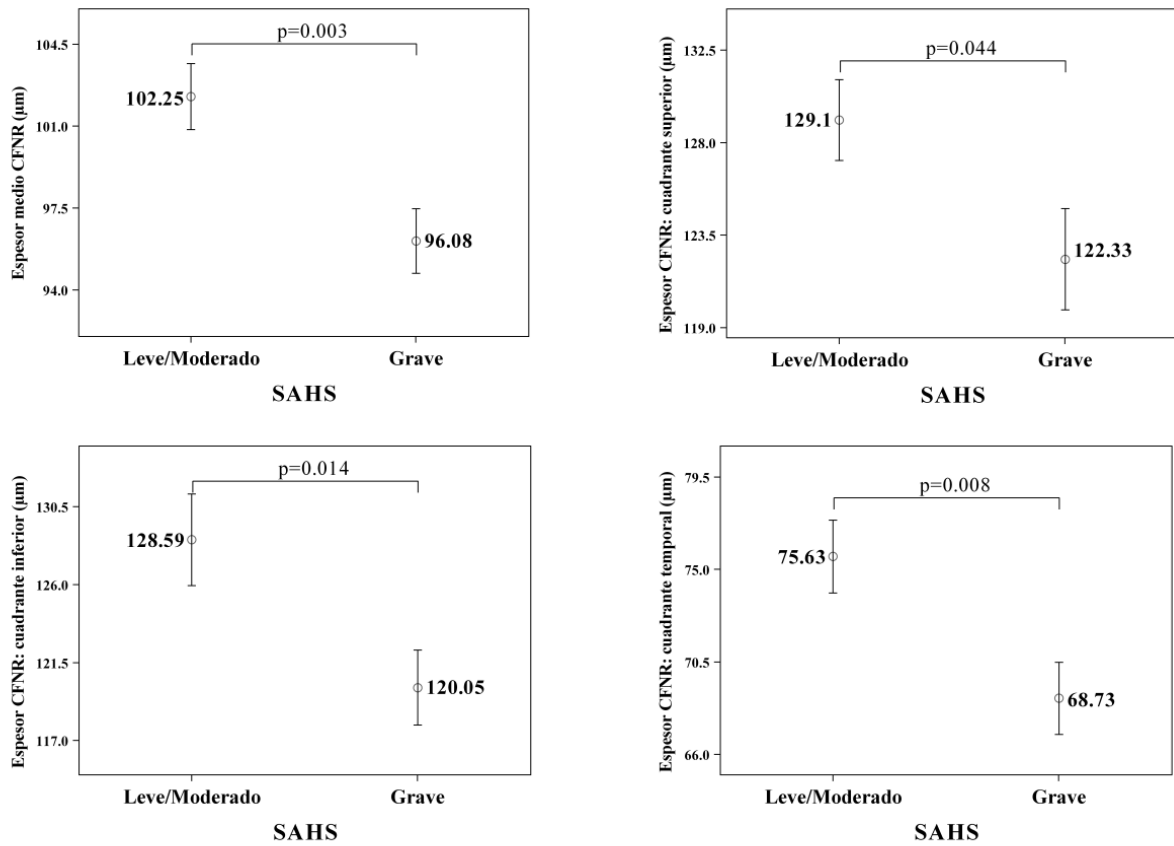 Espesor medio CFNR (µm)
104.5
101.0
97.5
94.0
p=0.003
102.25
96.08
Leve/Moderado
Grave
SAHS
Espesor CFNR: cuadrante superior (µm)
132.5
128.0
123.5
119.0
p=0.044
129.1
122.33
Leve/Moderado
Grave
SAHS
Espesor CFNR: cuadrante inferior (µm)
130.5
126.0
121.5
117.0
p=0.014
128.59
120.05
Leve/Moderado
Grave
SAHS
Espesor CFNR: cuadrante temporal (µm)
79.5
75.0
70.5
66.0
p=0.008
75.63
68.73
Leve/Moderado
Grave
SAHS